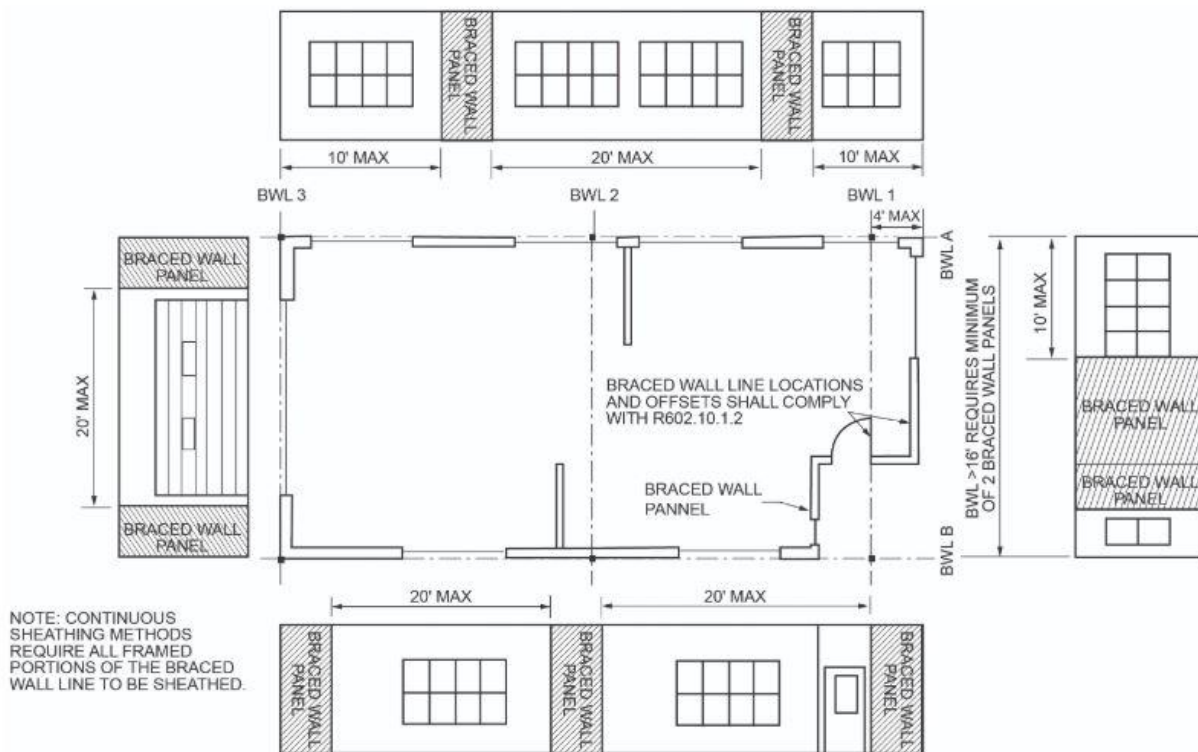 BRACED WALL
PANEL
BRACED WALL
PANEL
10' MAX
20' MAX
10' MAX
BWL 3
BWL 2
BWL 1
4' MAX
BWL A
BRACED WALL
PANEL
20' MAX
BRACED WALL
PANEL
BRACED WALL LINE LOCATIONS
AND OFFSETS SHALL COMPLY
WITH R602.10.1.2
BRACED WALL
PANNEL
BWL >16' REQUIRES MINIMUM
OF 2 BRACED WALL PANELS
BWL B
10' MAX
BRACED WALL
PANEL
BRACED WALL
PANEL
NOTE: CONTINUOUS
SHEATHING METHODS
REQUIRE ALL FRAMED
PORTIONS OF THE BRACED
WALL LINE TO BE SHEATHED.
20' MAX
20' MAX
BRACED WALL
PANEL
BRACED WALL
PANEL
BRACED WALL
PANEL